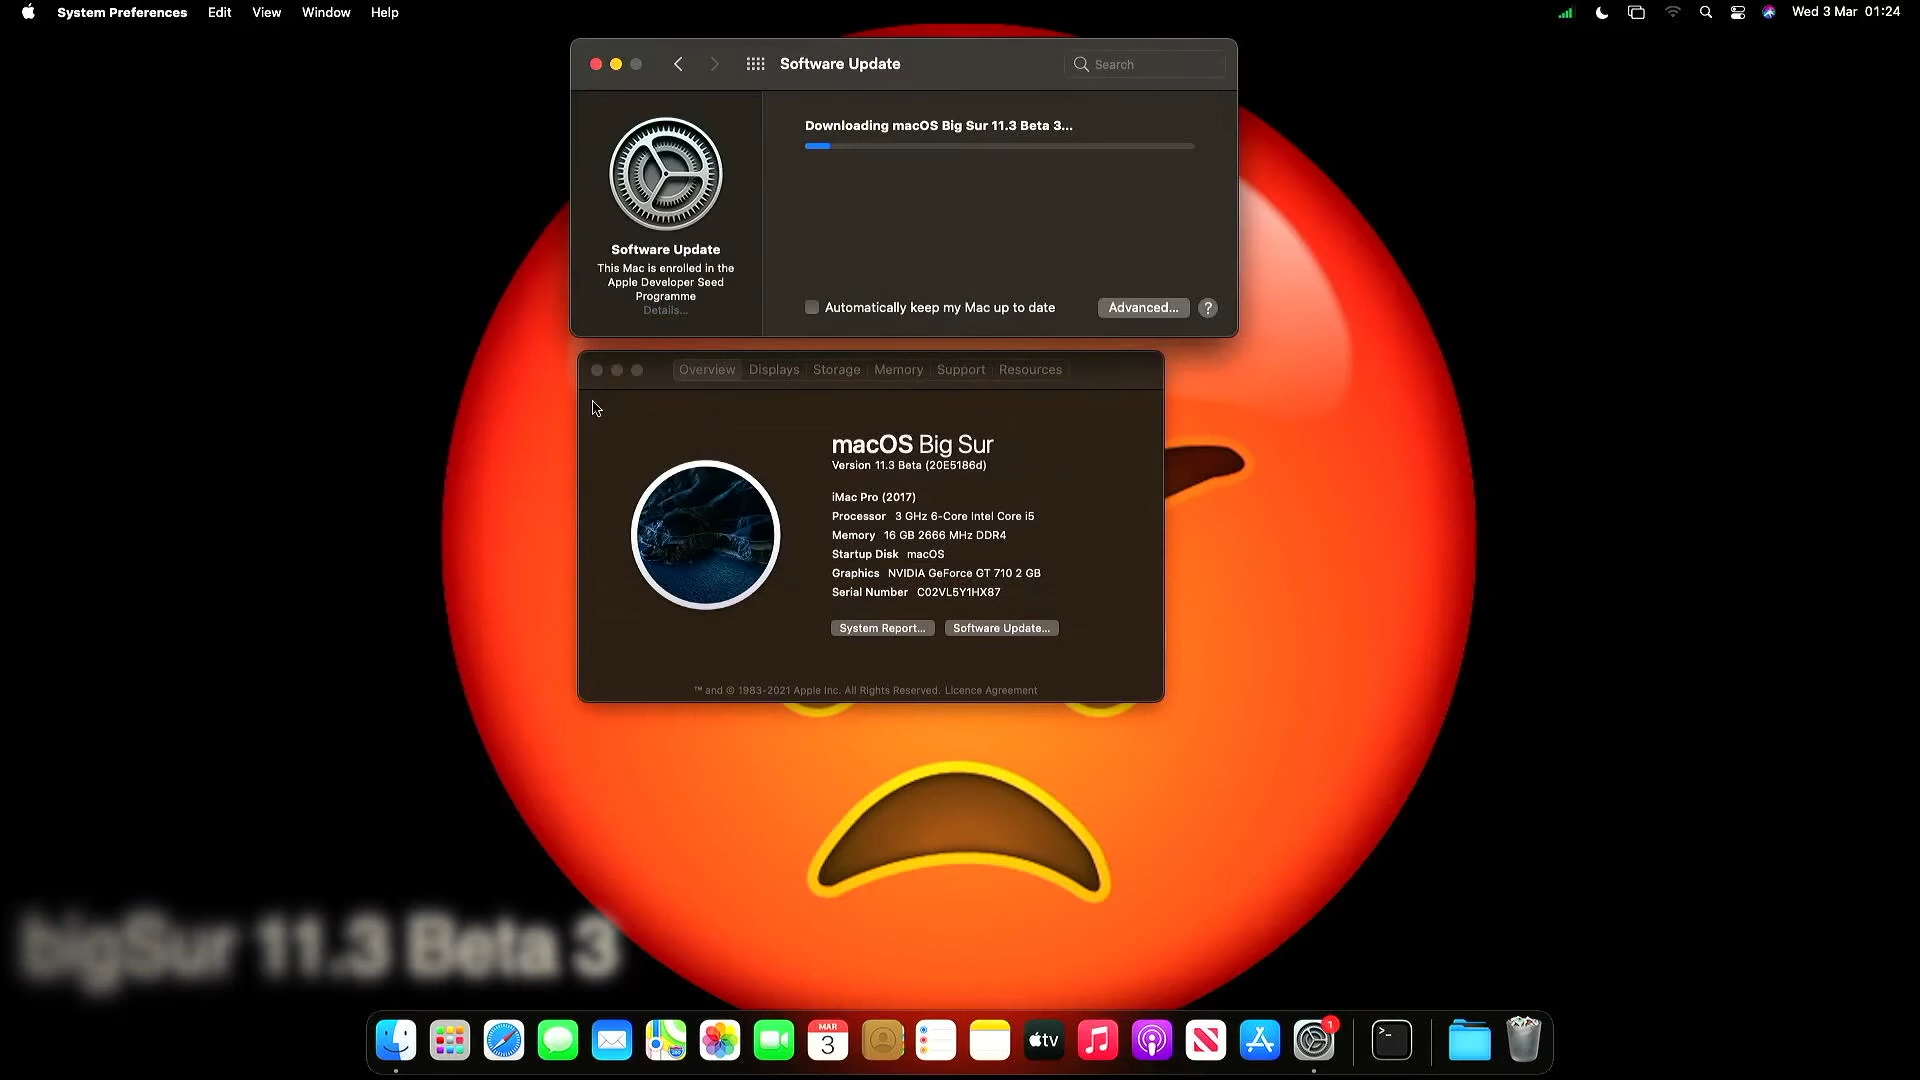 System Preferences Edit View Window Help
Wed 3 Mar 01:24
Software Update
Search
Downloading macOS Big Sur 11.3 Beta 3...
Software Update
This Mac is enrolled in the
Apple Developer Seed
Programme
Details...
Automatically keep my Mac up to date
Advanced...
?
Overview Displays Storage Memory Support Resources
macOS Big Sur
Version 11.3 Beta (20E5186d)
iMac Pro (2017)
Processor 3 GHz 6-Core Intel Core i5
Memory 16 GB 2666 MHz DDR4
Startup Disk macOS
Graphics NVIDIA GeForce GT 710 2 GB
Serial Number C02VL5Y1HX87
System Report...
Software Update...
™ and © 1983-2021 Apple Inc. All Rights Reserved. Licence Agreement
bigSur 11.3 Beta 3
MAR
3
tv
1
>_